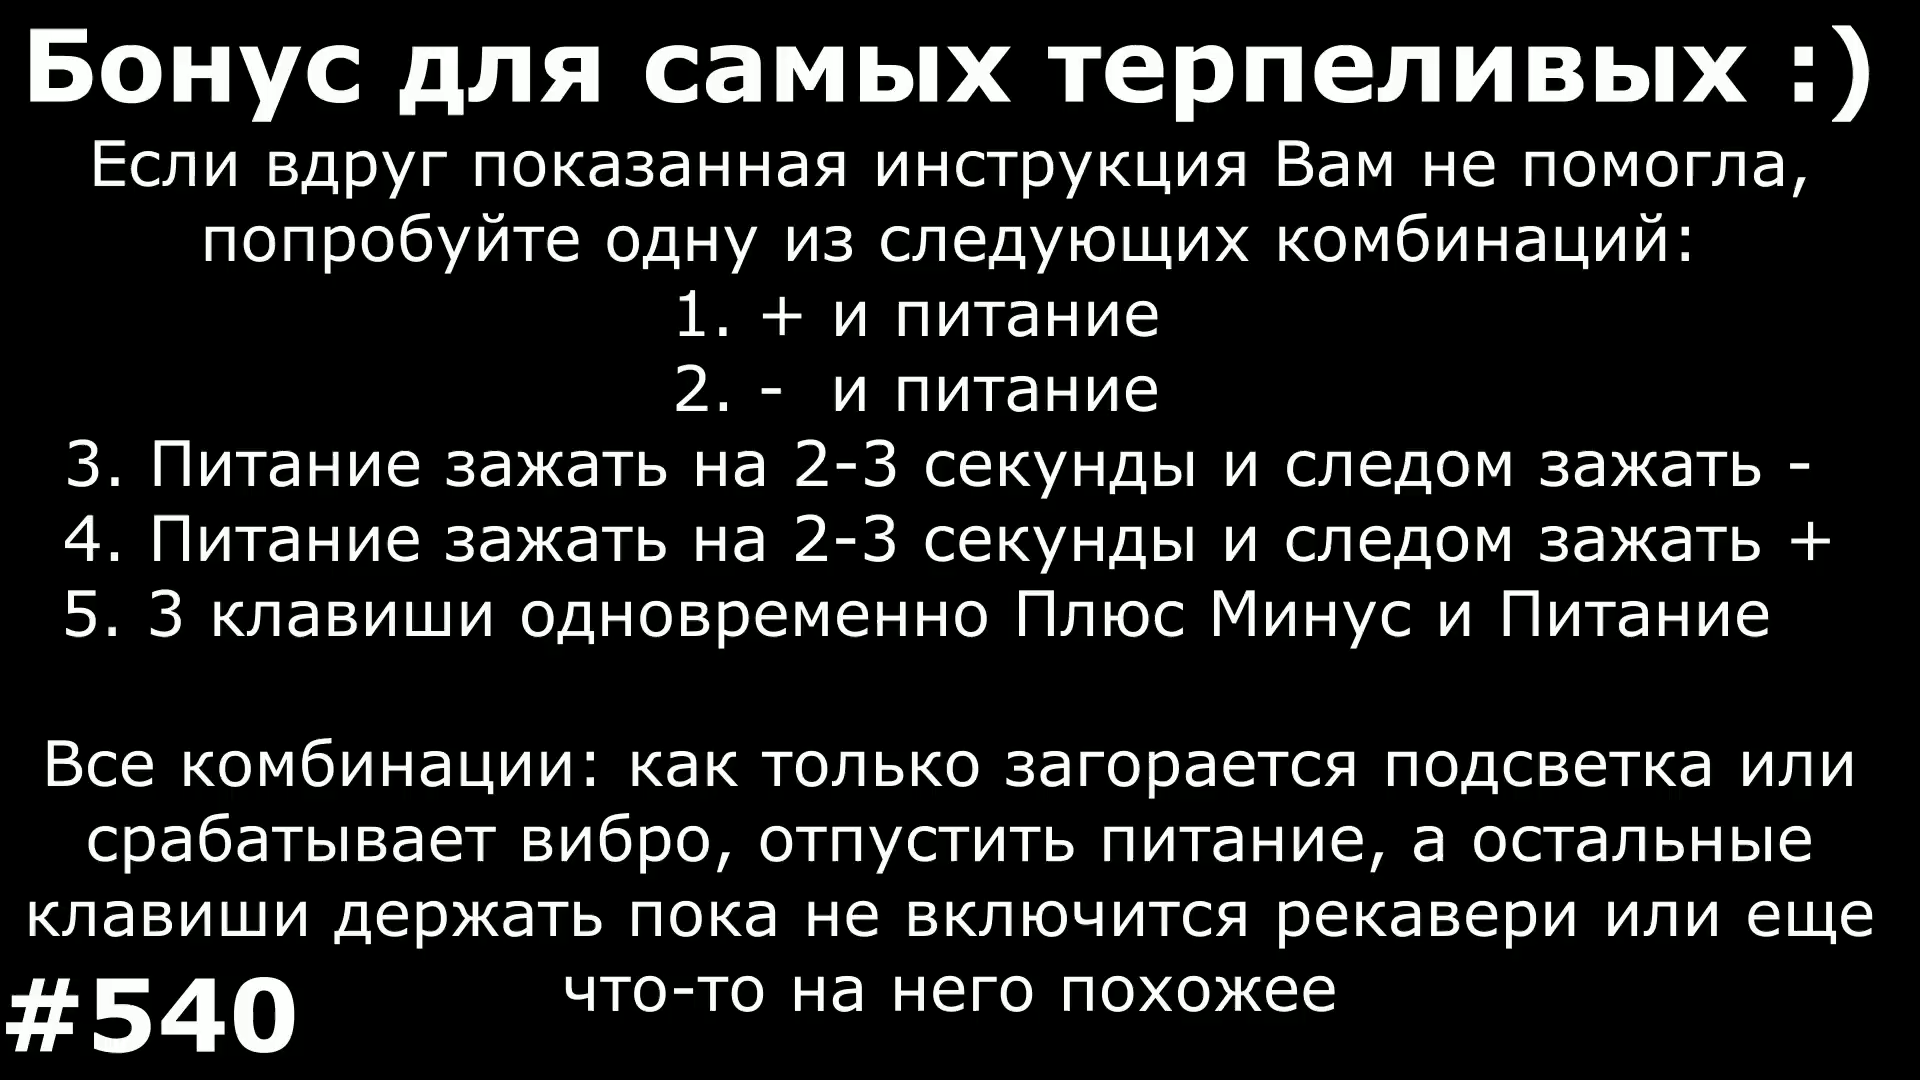 Бонус для самых терпеливых :)
Если вдруг показанная инструкция Вам не помогла,
попробуйте одну из следующих комбинаций:
1. + и питание
2. -  и питание
3. Питание зажать на 2-3 секунды и следом зажать -
4. Питание зажать на 2-3 секунды и следом зажать +
5. 3 клавиши одновременно Плюс Минус и Питание
Все комбинации: как только загорается подсветка или
срабатывает вибро, отпустить питание, а остальные
клавиши держать пока не включится рекавери или еще
что-то на него похожее
#540